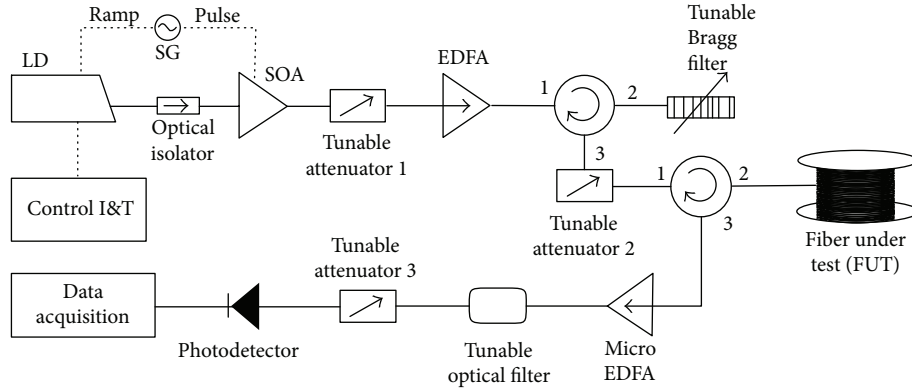 Ramp
Pulse
SG
LD
SOA
EDFA
Tunable
Bragg
filter
1
2
3
Optical
isolator
Tunable
attenuator 1
Control I&T
Tunable
attenuator 2
1
2
3
Fiber under
test (FUT)
Tunable
attenuator 3
Data
acquisition
Photodetector
Tunable
optical filter
Micro
EDFA